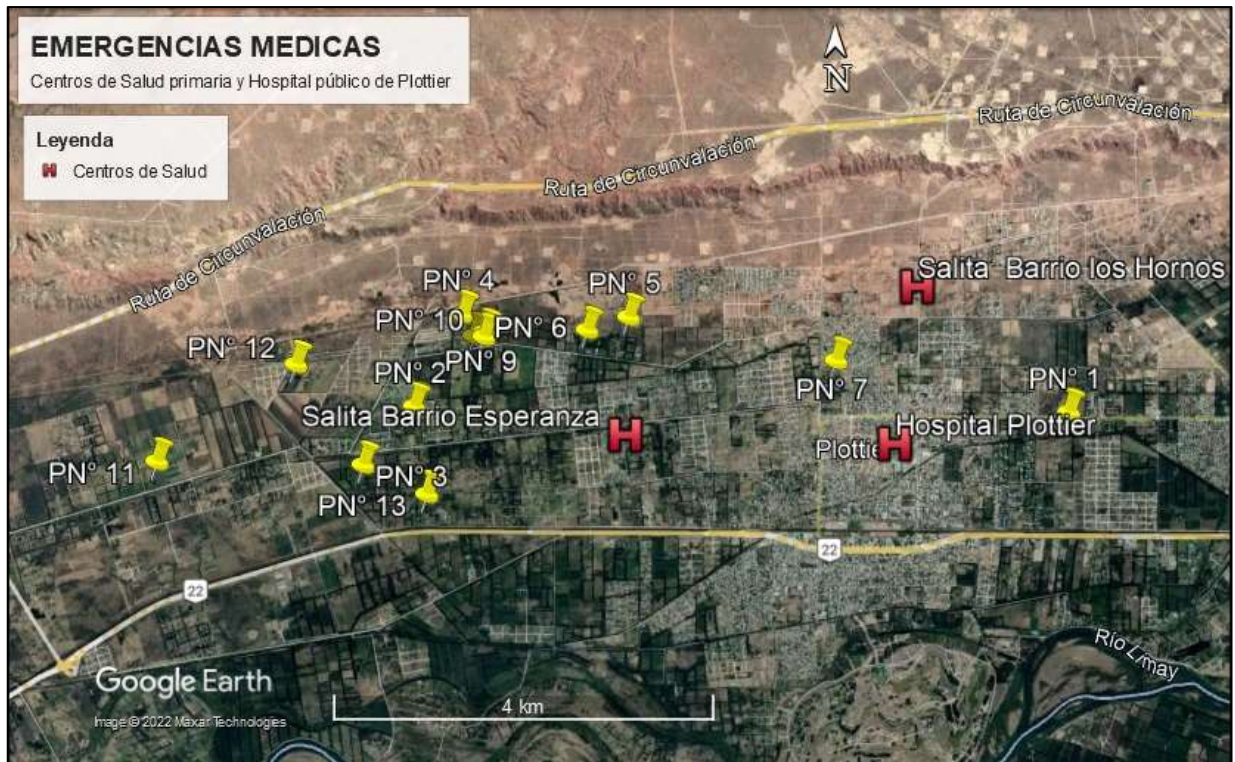 EMERGENCIAS MEDICAS
Centros de Salud primaria y Hospital público de Plottier
N
Leyenda
H Centros de Salud
Ruta de Circunvalación
Ruta de Circunvalación
Ruta de Circunvalación
Salita Barrio los Hornos
H
PN° 4
PN° 5
PN° 10
PN° 6
PN° 12
PN° 9
PN° 2
PN° 7
PN° 1
Salita Barrio Esperanza
H
Hospital Plottier
H
Plottie
PN° 11
PN° 3
PN° 13
22
22
Río Limay
Google Earth
4 km
Image © 2022 Maxar Technologies